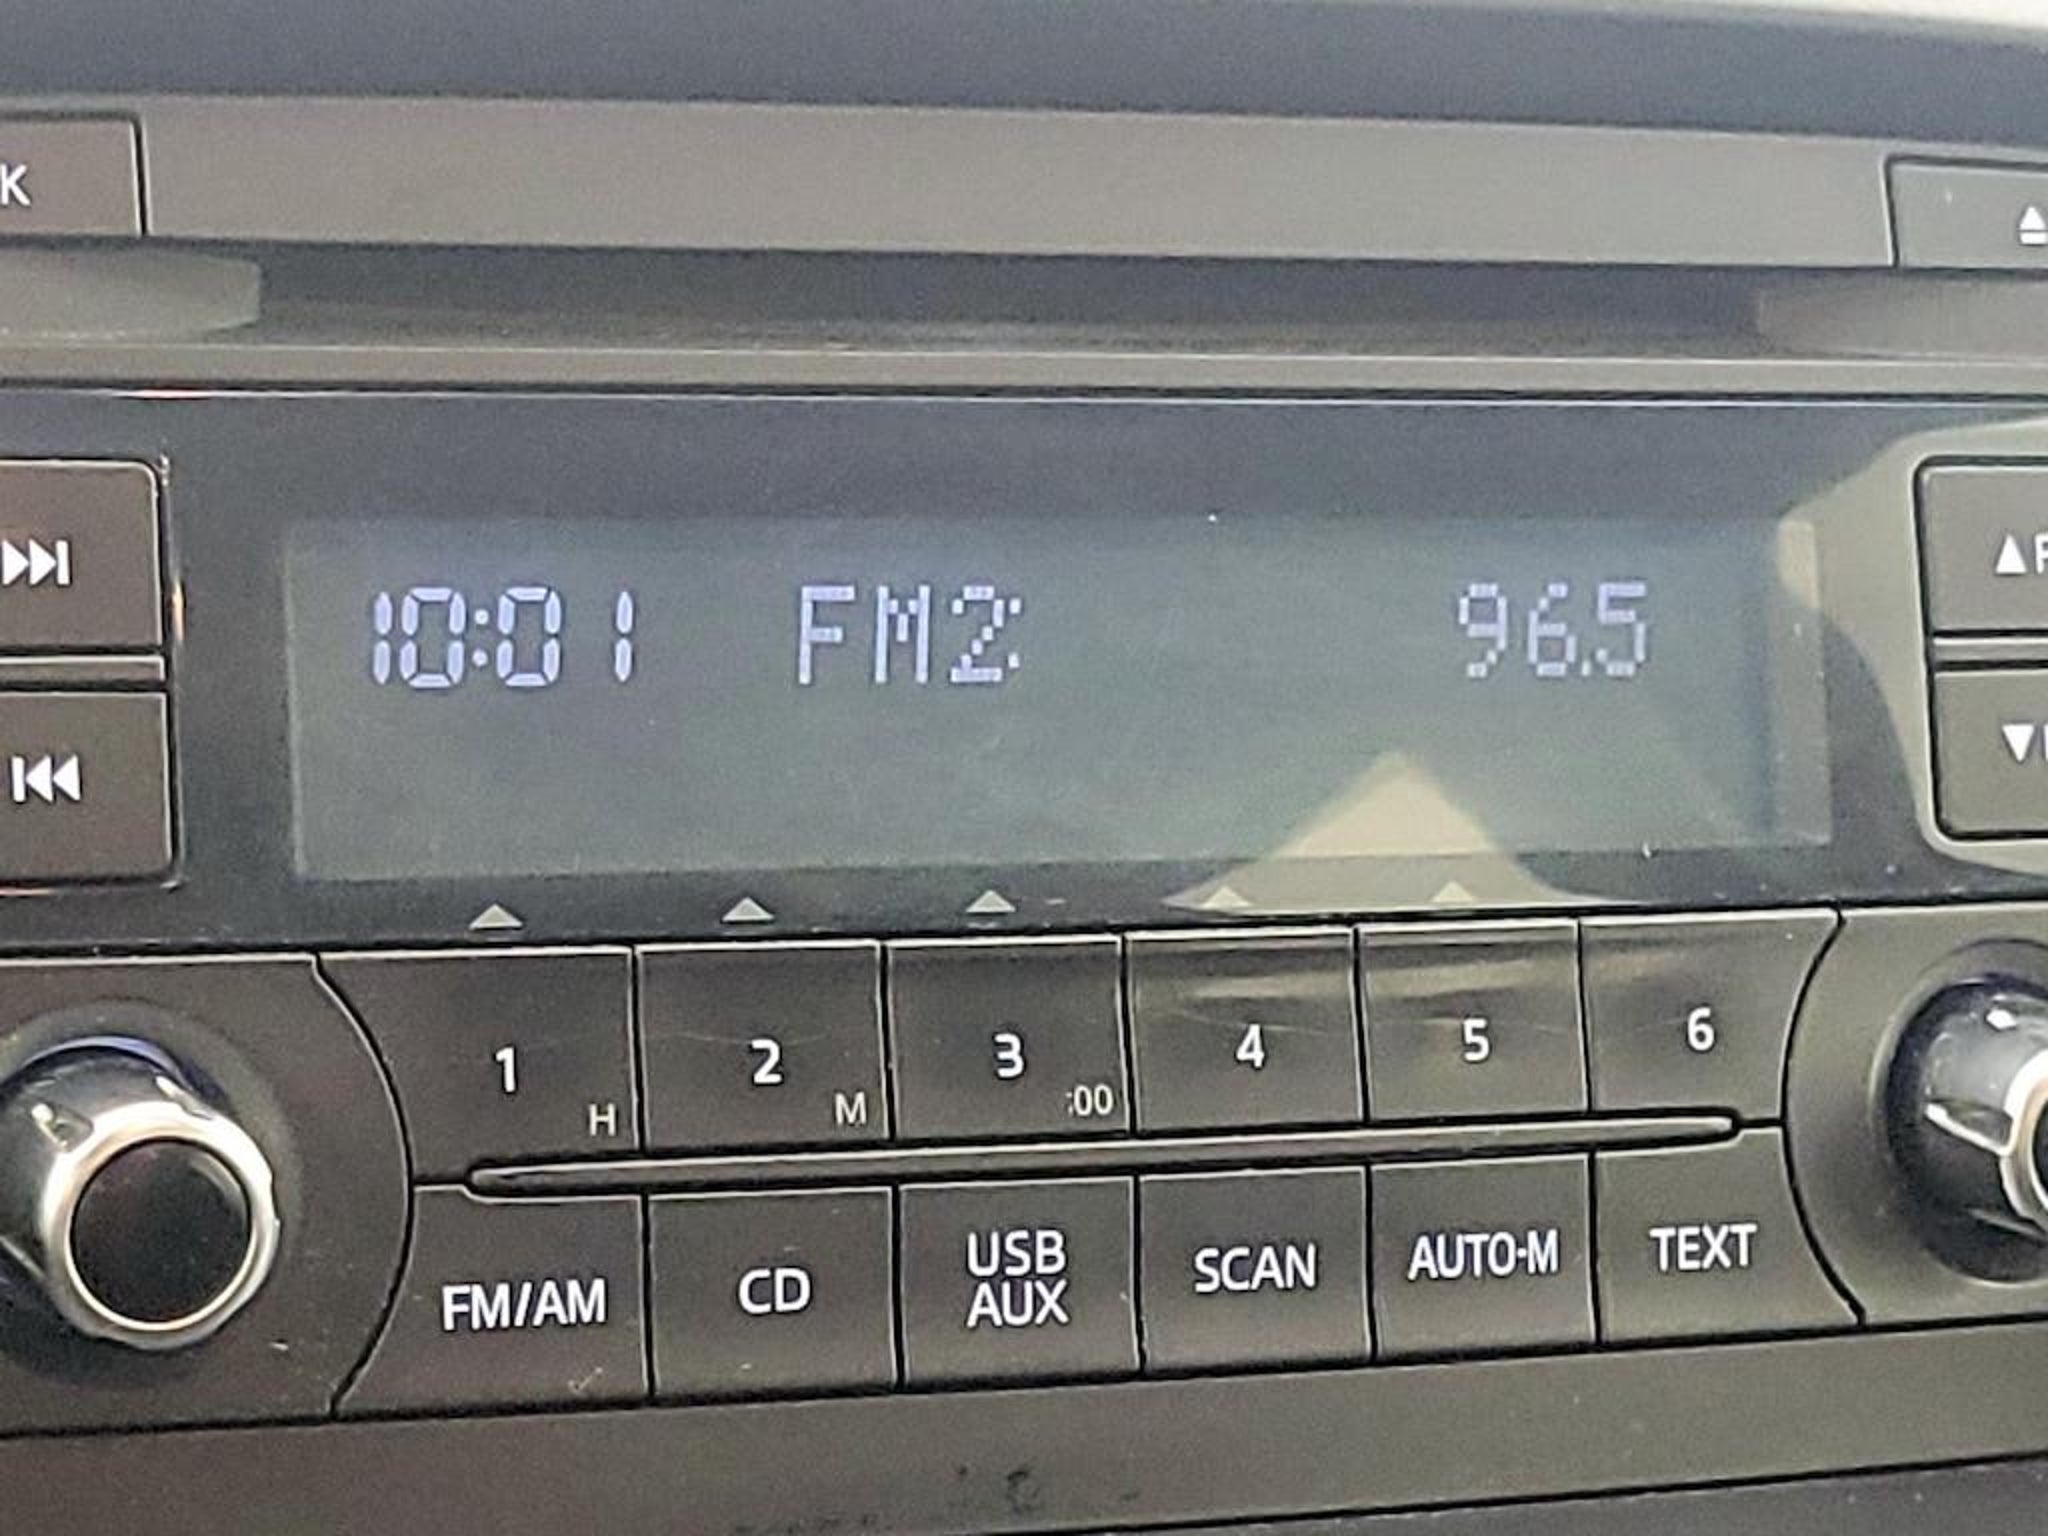 K
10:01 FM2: 96.5
1 H 2 M 3 :00 4 5 6
FM/AM CD USB AUX SCAN AUTO-M TEXT